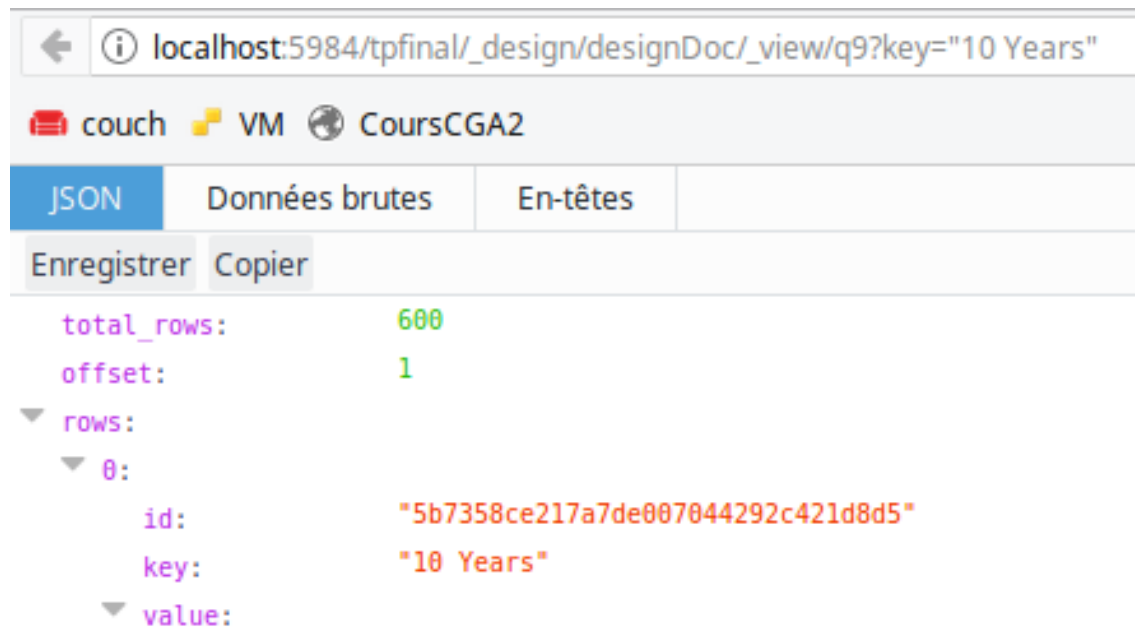 localhost:5984/tpfinal/_design/designDoc/_view/q9?key="10 Years"
couch VM CoursCGA2
JSON Données brutes En-têtes
Enregistrer Copier
total_rows: 600
offset: 1
rows:
0:
id: "5b7358ce217a7de007044292c421d8d5"
key: "10 Years"
value: